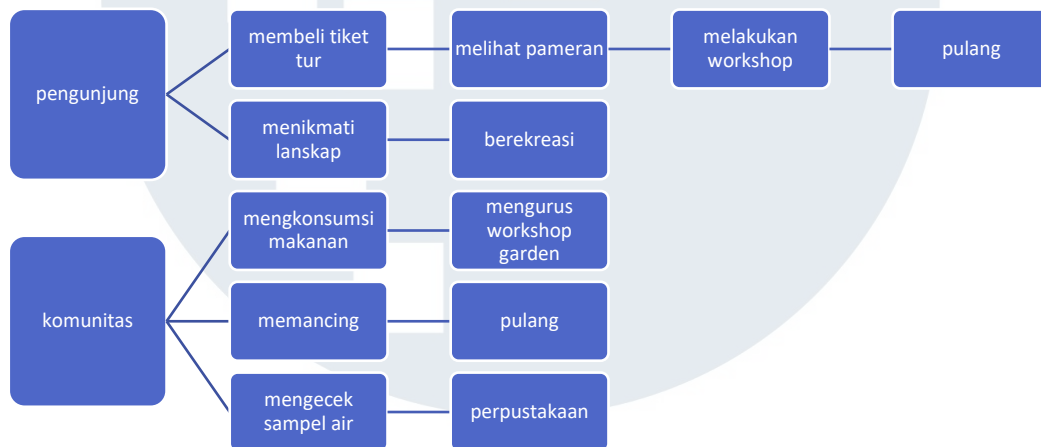 pengunjung
membeli tiket
tur
melihat pameran
melakukan
workshop
pulang
menikmati
lanskap
berekreasi
komunitas
mengkonsumsi
makanan
mengurus
workshop
garden
memancing
pulang
mengecek
sampel air
perpustakaan